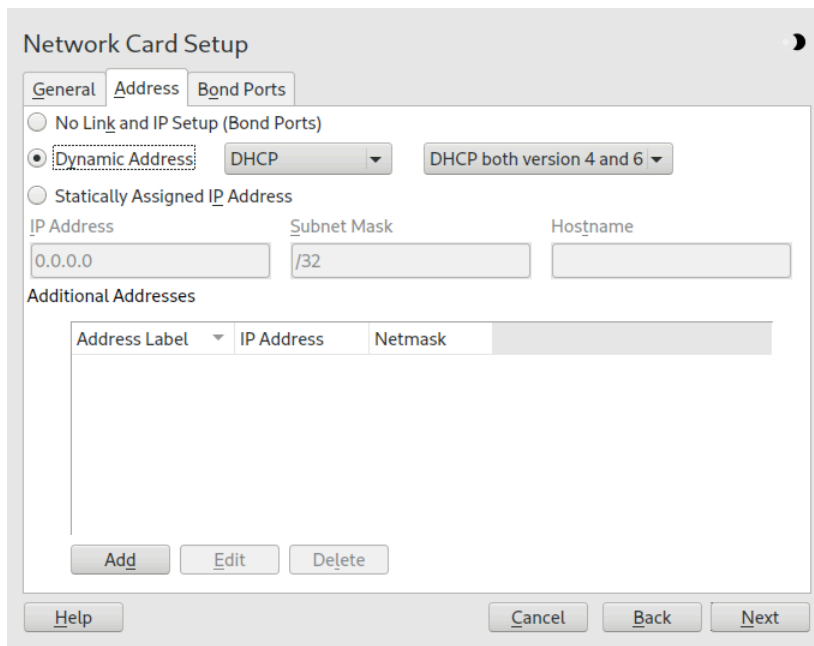 Network Card Setup
General Address Bond Ports
No Link and IP Setup (Bond Ports)
Dynamic Address DHCP DHCP both version 4 and 6
Statically Assigned IP Address
IP Address Subnet Mask Hostname
0.0.0.0 /32
Additional Addresses
Address Label IP Address Netmask
Add Edit Delete
Help Cancel Back Next